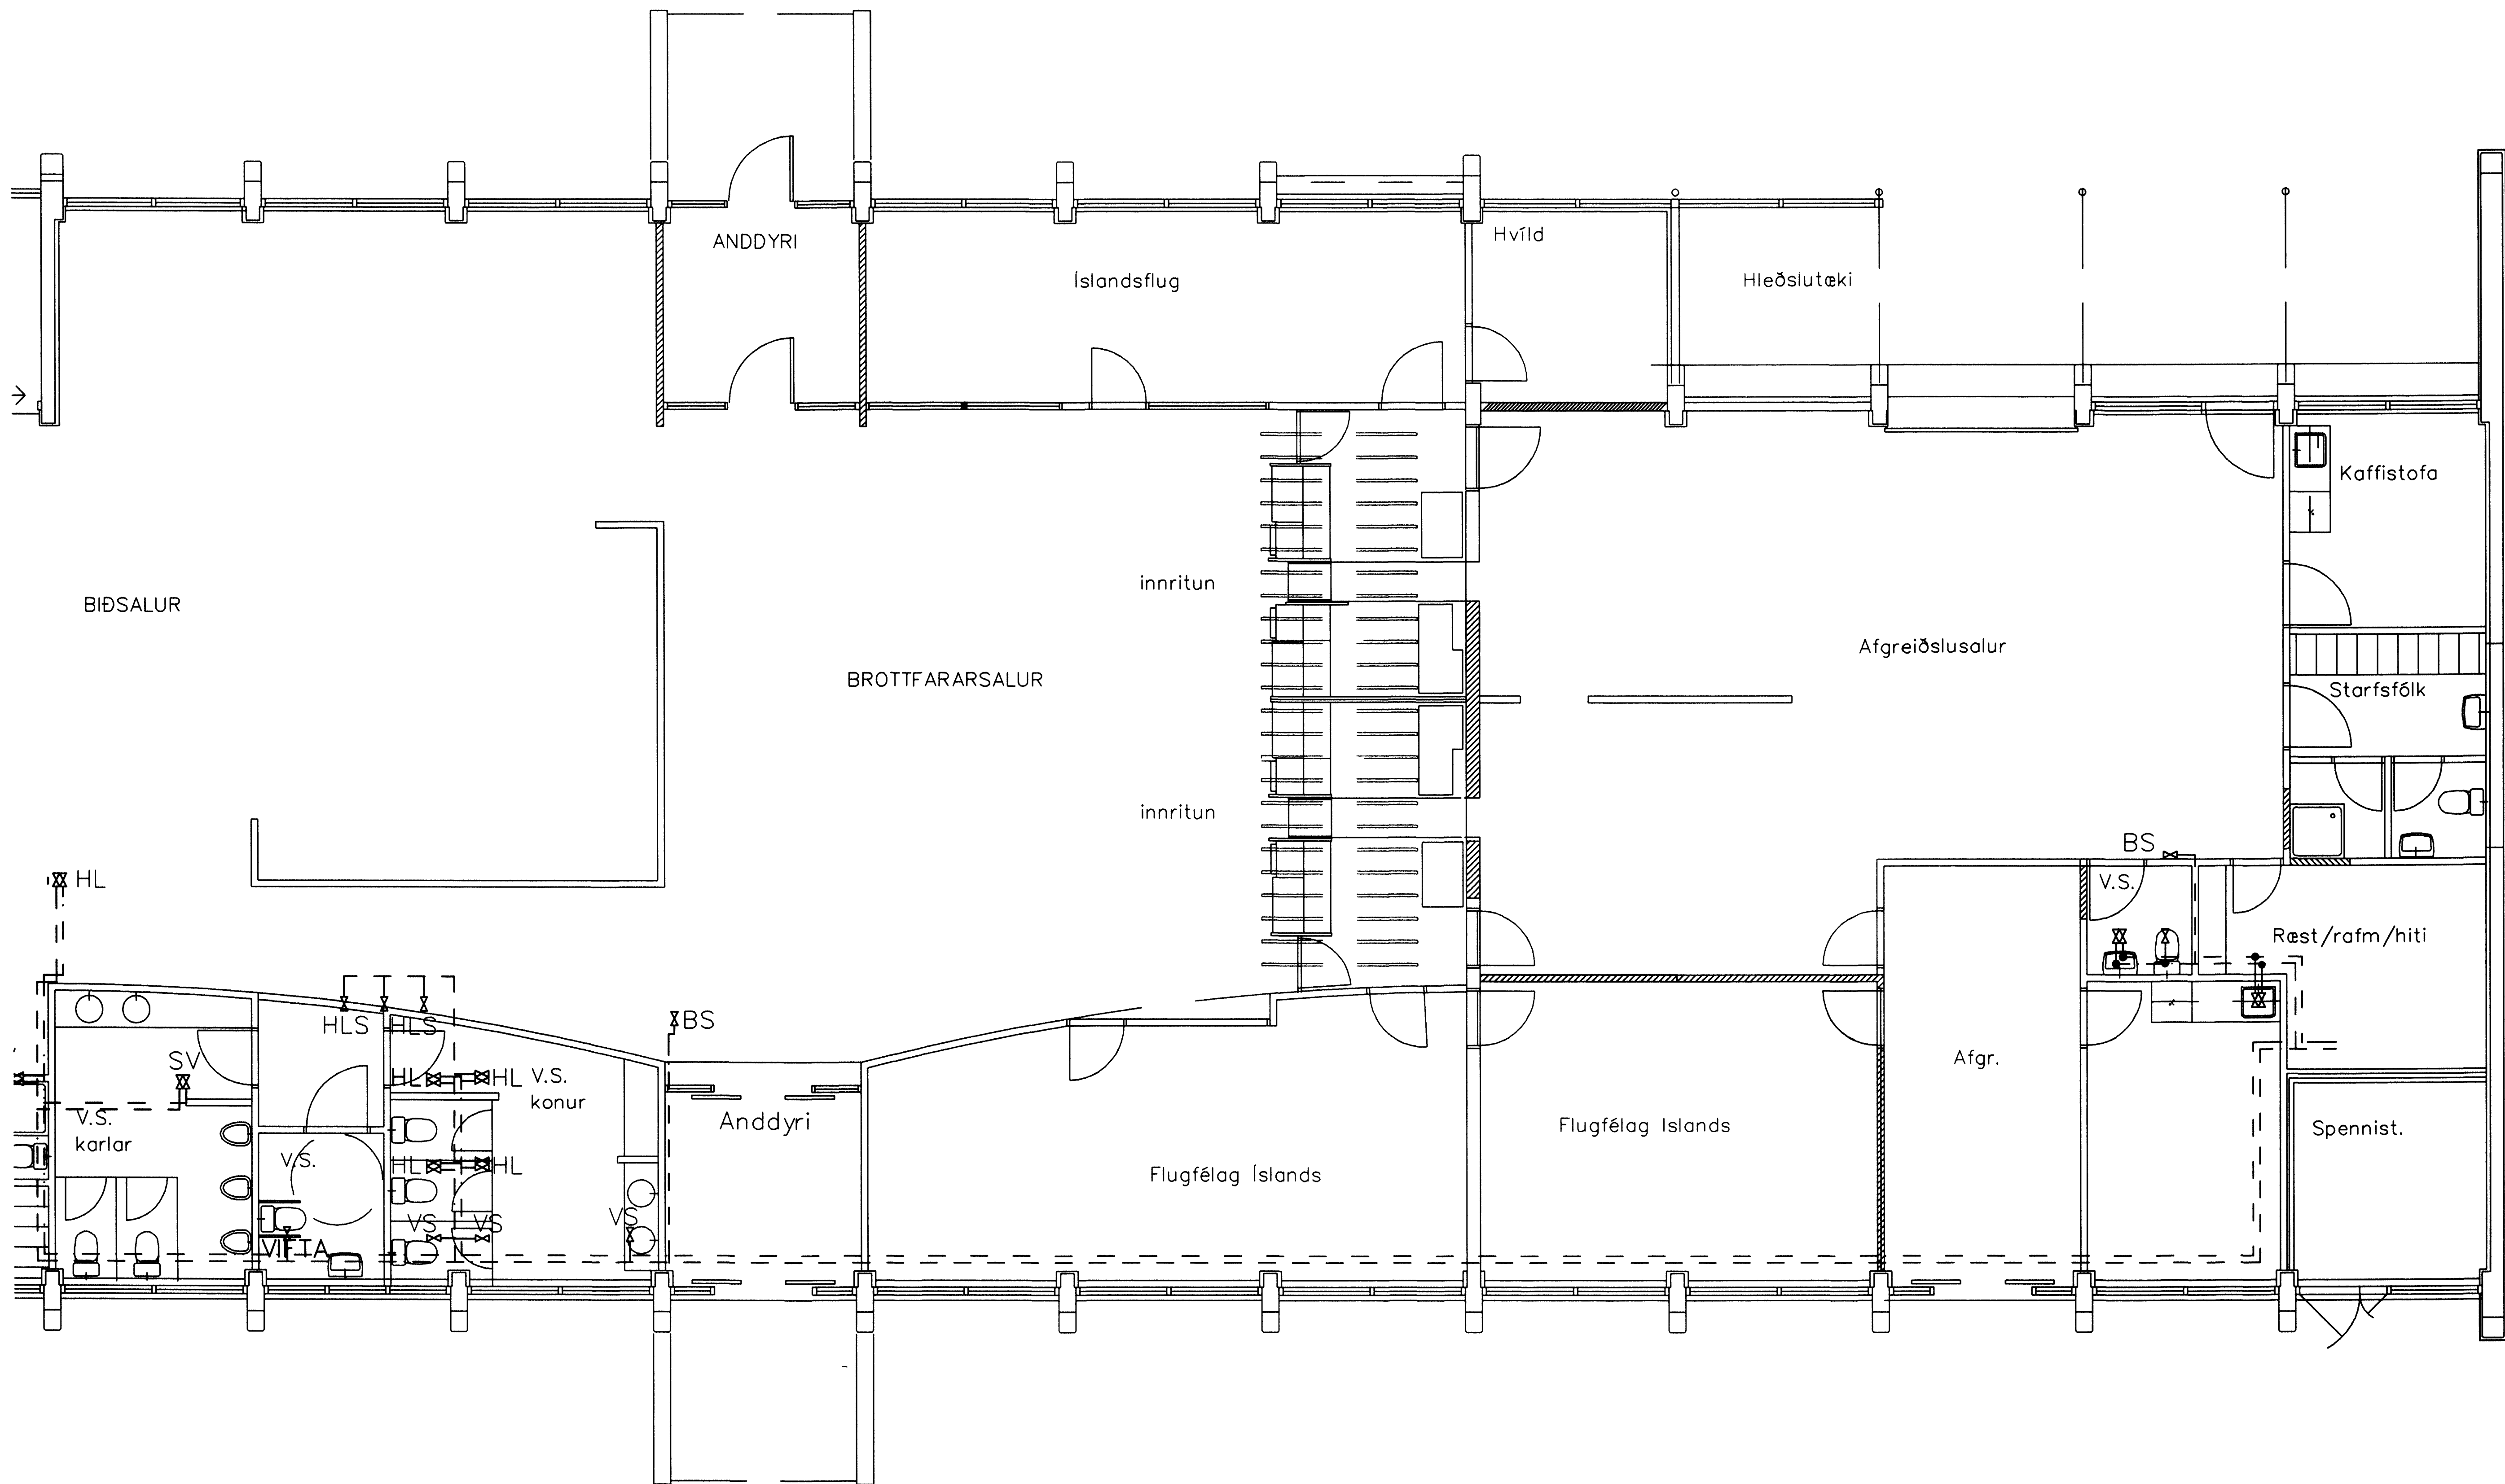 ANDDYRI
Hvíld
Íslandsflug
Hleðslutæki
Kaffistofa
innritun
BIÐSALUR
Afgreiðslusalur
BROTTFARARSALUR
Starfsfólk
innritun
BS
HL
V.S.
Ræst/rafm/hiti
HLS HLS
BS
SV
Afgr.
HL HL V.S.
konur
V.S.
karlar
Anddyri
Flugfélag Islands
Spennist.
V.S.
HL HL
Flugfélag Íslands
VS VS
VS
VIFTA